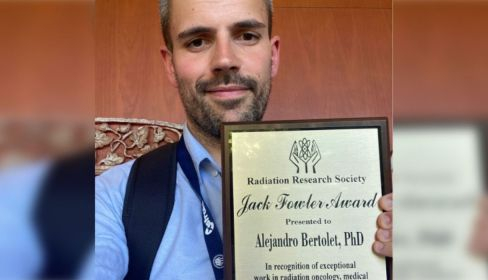 Radiation Research Society
Jack Fowler Award
Presented to
Alejandro Bertolet, PhD
In recognition of exceptional
work in radiation oncology, medical